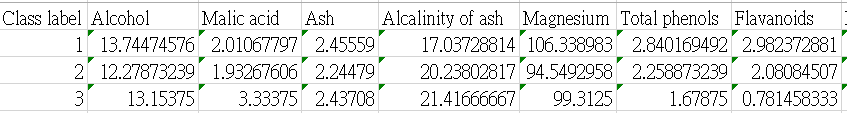 Class label Alcohol Malic acid Ash Alcalinity of ash Magnesium Total phenols Flavanoids
1 13.74474576 2.01067797 2.45559 17.03728814 106.338983 2.840169492 2.982372881
2 12.27873239 1.93267606 2.24479 20.23802817 94.5492958 2.258873239 2.08084507
3 13.15375 3.33375 2.43708 21.41666667 99.3125 1.67875 0.781458333